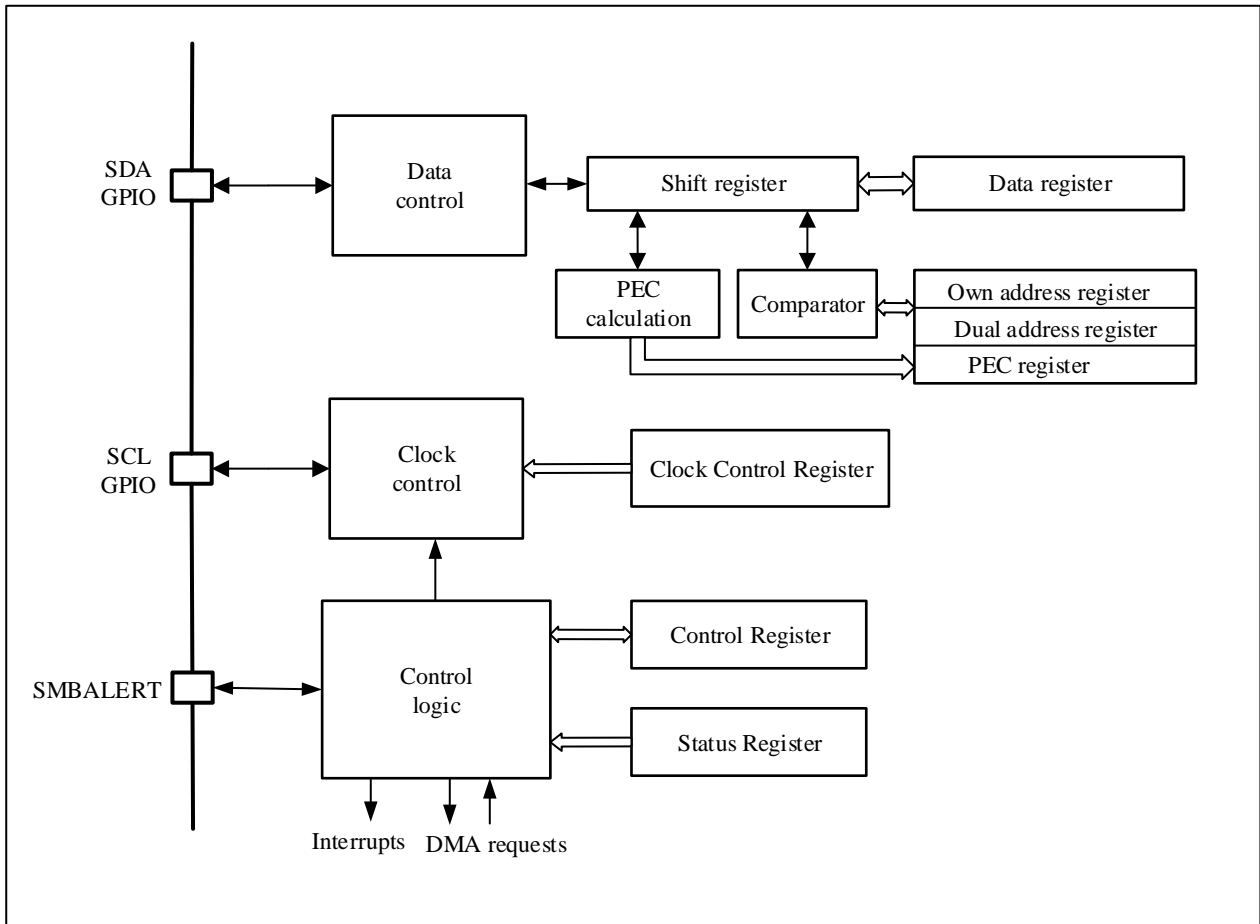 SDA
GPIO
Data
control
Shift register
Data register
PEC
calculation
Comparator
Own address register
Dual address register
PEC register
SCL
GPIO
Clock
control
Clock Control Register
SMBALERT
Control
logic
Control Register
Status Register
Interrupts
DMA requests